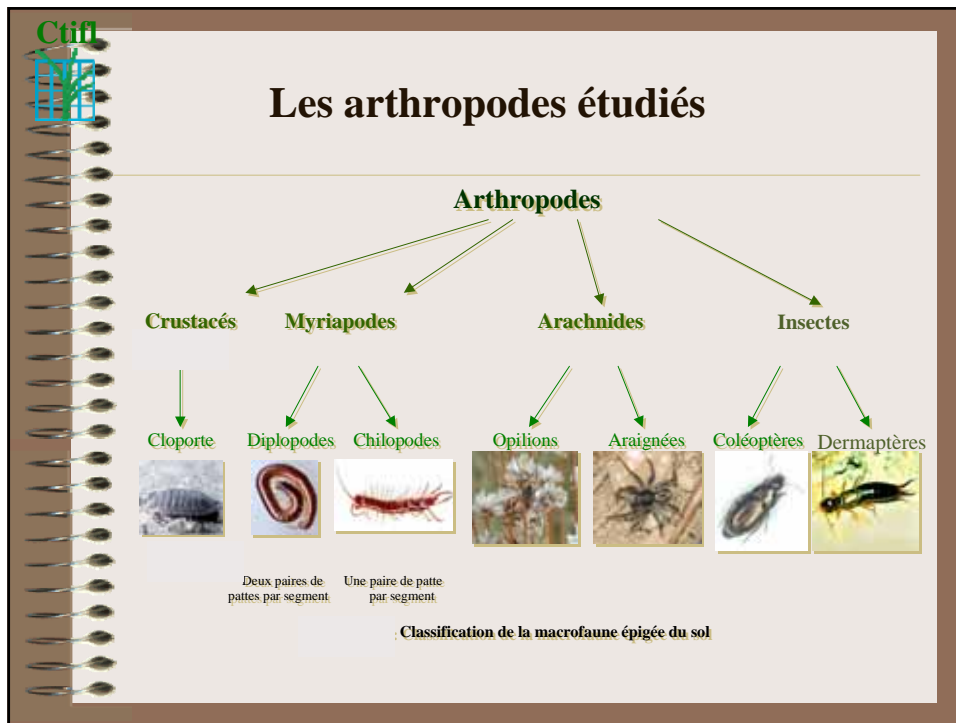 Ctifl
Les arthropodes étudiés
Arthropodes
Crustacés Myriapodes Arachnides Insectes
Cloporte Diplopodes Chilopodes Opilions Araignées Coléoptères Dermaptères
Deux paires de Une paire de patte
pattes par segment par segment
: Classification de la macrofaune épigée du sol